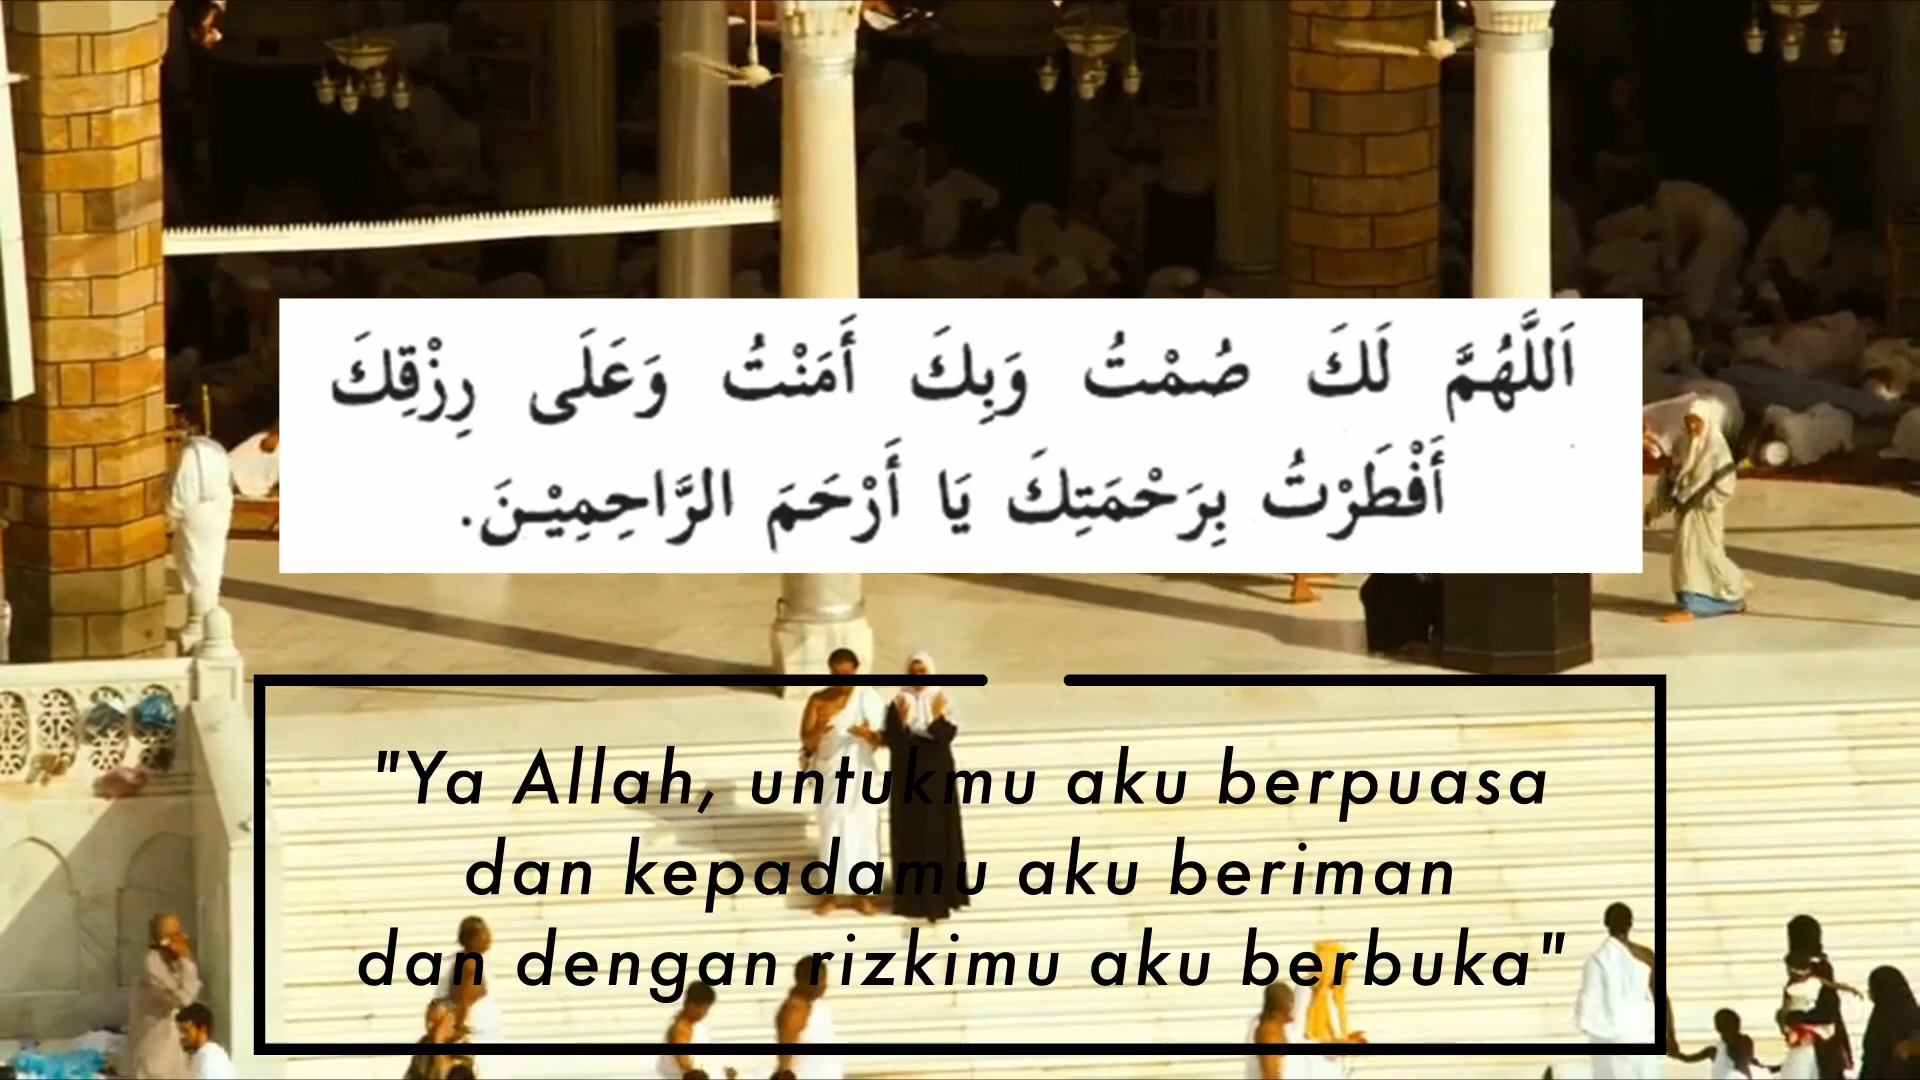 اَللَّهُمَّ لَكَ صُمْتُ وَبِكَ أَمَنْتُ وَعَلَى رِزْقِكَ
أَفْطَرْتُ بِرَحْمَتِكَ يَا أَرْحَمَ الرَّاحِمِيْنَ.
"Ya Allah, untukmu aku berpuasa
dan kepadamu aku beriman
dan dengan rizkimu aku berbuka"